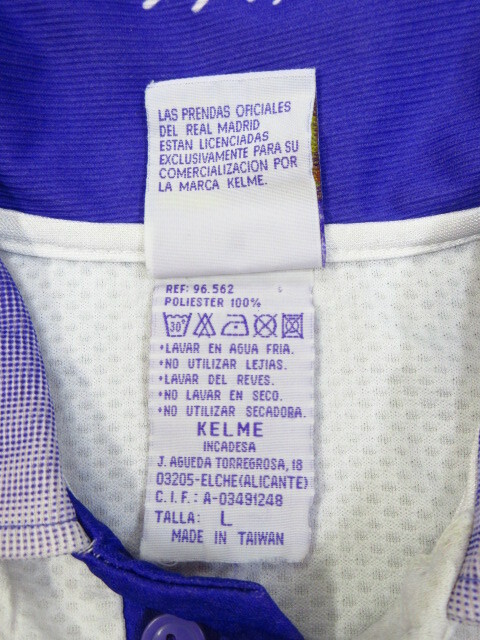 LAS PRENDAS OFICIALES
DEL REAL MADRID
ESTAN LICENCIADAS
EXCLUSIVAMENTE PARA SU
COMERCIALIZACION POR
LA MARCA KELME.
REF: 96.562
POLIESTER 100%
30°
*LAVAR EN AGUA FRIA.
*NO UTILIZAR LEJIAS.
*LAVAR DEL REVES.
*NO LAVAR EN SECO.
*NO UTILIZAR SECADORA.
KELME
INCADESA
J. AGUEDA TORREGROSA, 18
03205-ELCHE(ALICANTE)
C.I.F.: A-03491248
TALLA: L
MADE IN TAIWAN